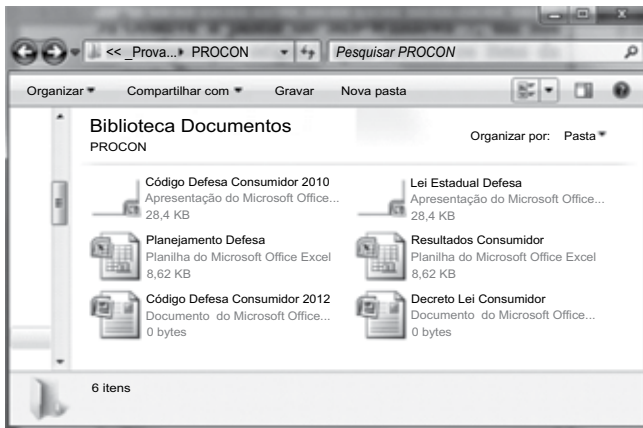 << _Prova... PROCON
Pesquisar PROCON
Organizar Compartilhar com Gravar Nova pasta
Biblioteca Documentos
PROCON
Organizar por: Pasta
Código Defesa Consumidor 2010
Apresentação do Microsoft Office...
28,4 KB
Lei Estadual Defesa
Apresentação do Microsoft Office...
28,4 KB
Planejamento Defesa
Planilha do Microsoft Office Excel
8,62 KB
Resultados Consumidor
Planilha do Microsoft Office Excel
8,62 KB
Código Defesa Consumidor 2012
Documento do Microsoft Office...
0 bytes
Decreto Lei Consumidor
Documento do Microsoft Office...
0 bytes
6 itens